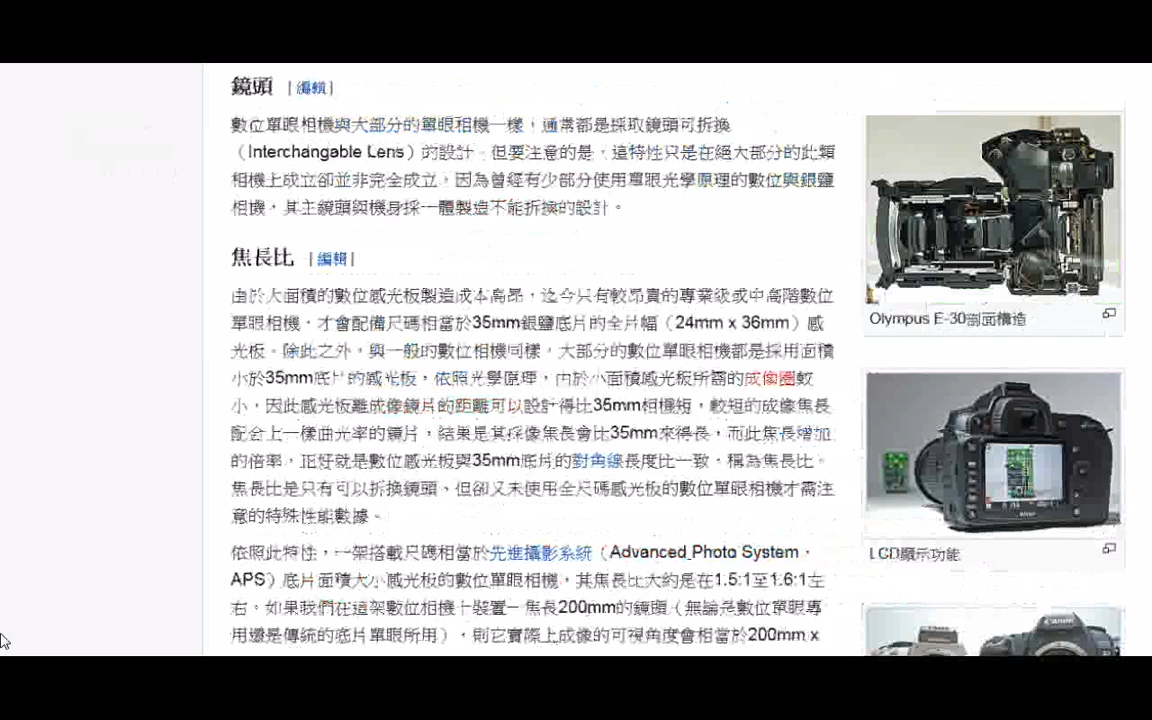 鏡頭 [編輯]
數位單眼相機與大部分的單眼相機一樣，通常都是採取鏡頭可拆換
（Interchangable Lens）的設計。但要注意的是，這特性只是在絕大部分的此類
相機上成立卻並非完全成立，因為曾經有少部分使用單眼光學原理的數位與銀鹽
相機，其主鏡頭與機身採一體製造不能拆換的設計。
焦長比 [編輯]
由於大面積的數位感光板製造成本高昂，迄今只有較昂貴的專業級或中高階數位
單眼相機，才會配備尺碼相當於35mm銀鹽底片的全片幅（24mm x 36mm）感
光板。除此之外，與一般的數位相機同樣，大部分的數位單眼相機都是採用面積
小於35mm底片的感光板，依照光學原理，由於小面積感光板所需的成像圈較
小，因此感光板離成像鏡片的距離可以設計得比35mm相機短，較短的成像焦長
配合上一樣曲光率的鏡片，結果是其採像焦長會比35mm來得長，而此焦長增加
的倍率，正好就是數位感光板與35mm底片的對角線長度比一致，稱為焦長比。
焦長比是只有可以拆換鏡頭、但卻又未使用全尺碼感光板的數位單眼相機才需注
意的特殊性能數據。
依照此特性，一架搭載尺碼相當於先進攝影系統（Advanced Photo System，
APS）底片面積大小感光板的數位單眼相機，其焦長比大約是在1.5:1至1.6:1左
右。如果我們在這架數位相機上裝置一焦長200mm的鏡頭（無論是數位單眼專
用還是傳統的底片單眼所用），則它實際上成像的可視角度會相當於200mm x
Olympus E-30剖面構造
LCD顯示功能
Canon